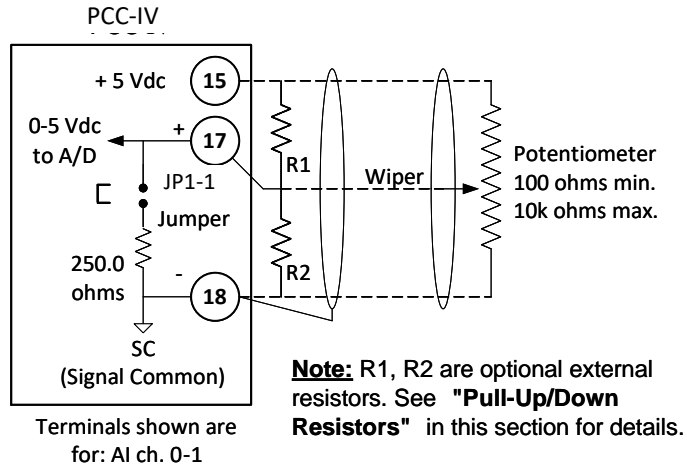 PCC-IV
+ 5 Vdc
15
0-5 Vdc
to A/D
+
17
JP1-1
Jumper
R1
Wiper
Potentiometer
100 ohms min.
10k ohms max.
250.0
ohms
-
18
R2
SC
(Signal Common)
Note: R1, R2 are optional external
resistors. See "Pull-Up/Down
Resistors" in this section for details.
Terminals shown are
for: AI ch. 0-1